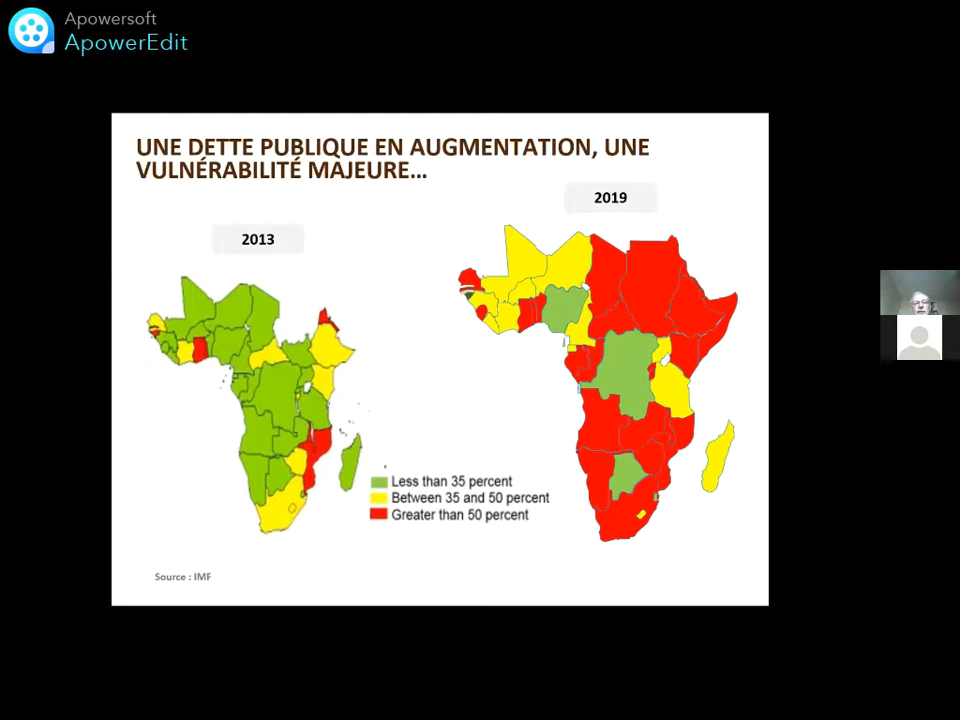 Apowersoft
ApowerEdit
UNE DETTE PUBLIQUE EN AUGMENTATION, UNE
VULNÉRABILITÉ MAJEURE…
2019
2013
Less than 35 percent
Between 35 and 50 percent
Greater than 50 percent
Source : IMF